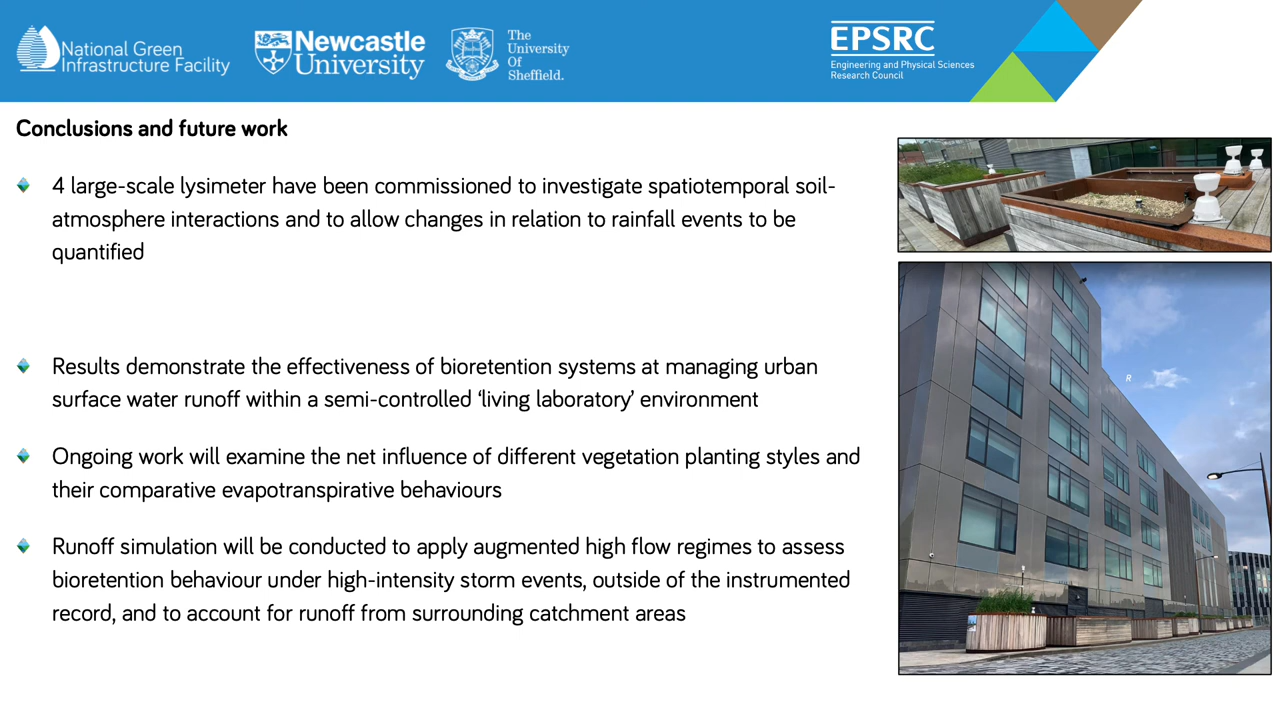 National Green
Infrastructure Facility
Newcastle
University
The
University
Of
Sheffield.
EPSRC
Engineering and Physical Sciences
Research Council
Conclusions and future work
4 large-scale lysimeter have been commissioned to investigate spatiotemporal soil-
atmosphere interactions and to allow changes in relation to rainfall events to be
quantified
Results demonstrate the effectiveness of bioretention systems at managing urban
surface water runoff within a semi-controlled ‘living laboratory’ environment
Ongoing work will examine the net influence of different vegetation planting styles and
their comparative evapotranspirative behaviours
Runoff simulation will be conducted to apply augmented high flow regimes to assess
bioretention behaviour under high-intensity storm events, outside of the instrumented
record, and to account for runoff from surrounding catchment areas
R